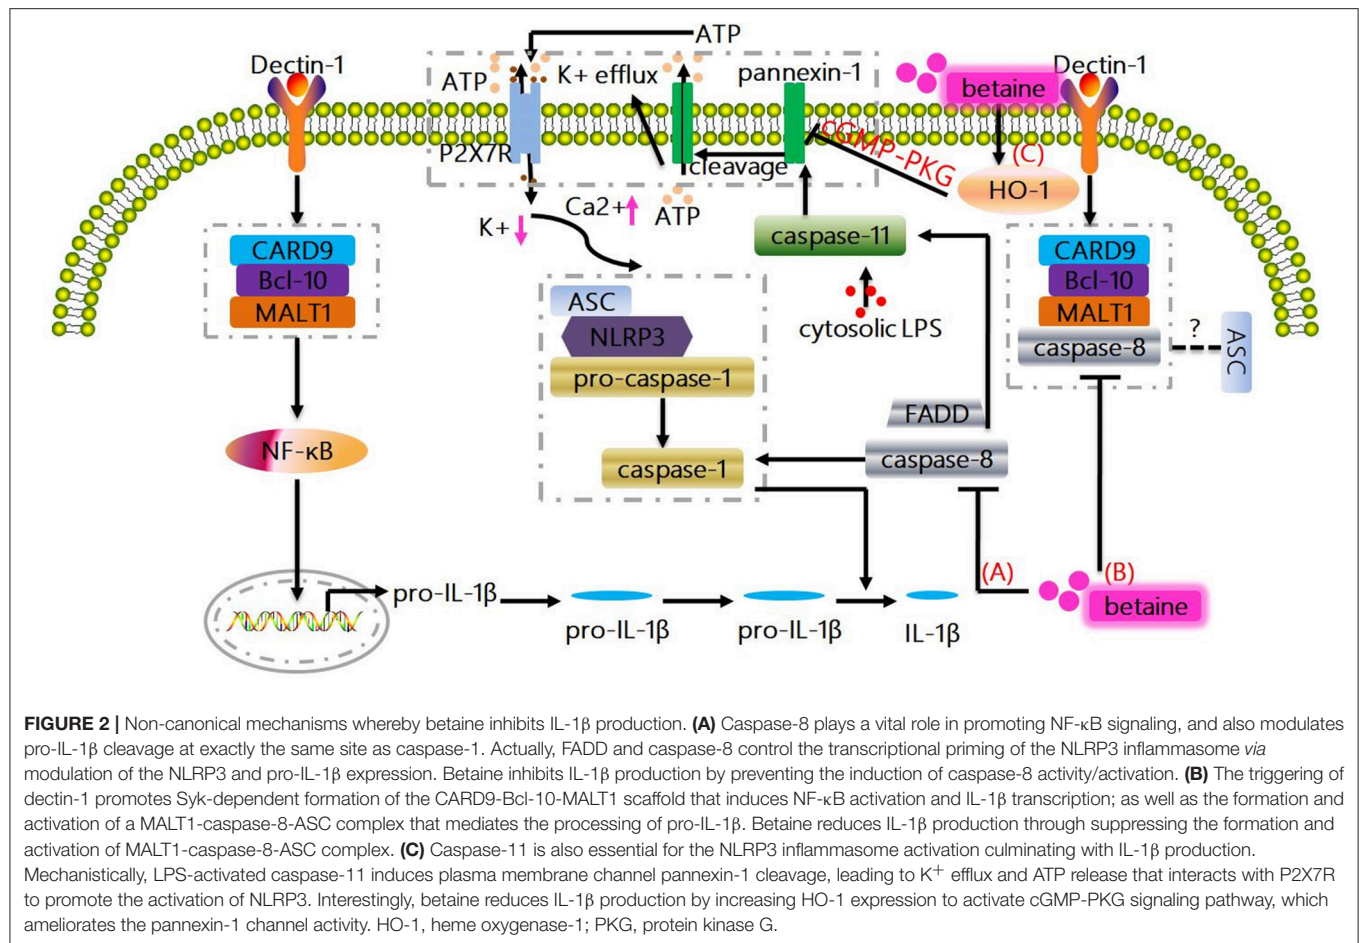 ATP
Dectin-1
ATP
K+ efflux
pannexin-1
betaine
Dectin-1
P2X7R
cleavage
cGMP-PKG
(C)
HO-1
K+
Ca2+
ATP
caspase-11
cytosolic LPS
CARD9
Bcl-10
MALT1
ASC
NLRP3
pro-caspase-1
caspase-1
CARD9
Bcl-10
MALT1
caspase-8
?
ASC
FADD
caspase-8
NF-κB
(A)
(B)
betaine
pro-IL-1β
pro-IL-1β
pro-IL-1β
IL-1β
FIGURE 2 | Non-canonical mechanisms whereby betaine inhibits IL-1β production. (A) Caspase-8 plays a vital role in promoting NF-κB signaling, and also modulates
pro-IL-1β cleavage at exactly the same site as caspase-1. Actually, FADD and caspase-8 control the transcriptional priming of the NLRP3 inflammasome via
modulation of the NLRP3 and pro-IL-1β expression. Betaine inhibits IL-1β production by preventing the induction of caspase-8 activity/activation. (B) The triggering of
dectin-1 promotes Syk-dependent formation of the CARD9-Bcl-10-MALT1 scaffold that induces NF-κB activation and IL-1β transcription; as well as the formation and
activation of a MALT1-caspase-8-ASC complex that mediates the processing of pro-IL-1β. Betaine reduces IL-1β production through suppressing the formation and
activation of MALT1-caspase-8-ASC complex. (C) Caspase-11 is also essential for the NLRP3 inflammasome activation culminating with IL-1β production.
Mechanistically, LPS-activated caspase-11 induces plasma membrane channel pannexin-1 cleavage, leading to K+ efflux and ATP release that interacts with P2X7R
to promote the activation of NLRP3. Interestingly, betaine reduces IL-1β production by increasing HO-1 expression to activate cGMP-PKG signaling pathway, which
ameliorates the pannexin-1 channel activity. HO-1, heme oxygenase-1; PKG, protein kinase G.